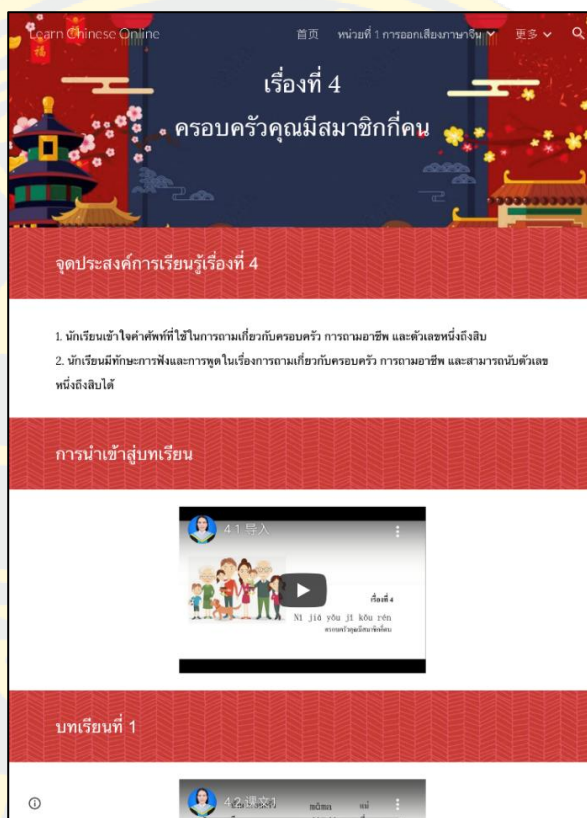 Learn Chinese Online 首页 หน่วยที่ 1 การออกเสียงภาษาจีน 更多
เรื่องที่ 4
ครอบครัวคุณมีสมาชิกกี่คน
จุดประสงค์การเรียนรู้เรื่องที่ 4
1. นักเรียนเข้าใจคำศัพท์ที่ใช้ในการถามเกี่ยวกับครอบครัว การถามอาชีพ และตัวเลขหนึ่งถึงสิบ
2. นักเรียนมีทักษะการฟังและการพูดในเรื่องการถามเกี่ยวกับครอบครัว การถามอาชีพ และสามารถนับตัวเลข
หนึ่งถึงสิบได้
การนำเข้าสู่บทเรียน
4.1 导入
เรื่องที่ 4
Nǐ jiā yǒu jǐ kǒu rén
ครอบครัวคุณมีสมาชิกกี่คน
บทเรียนที่ 1
4.2 课文1